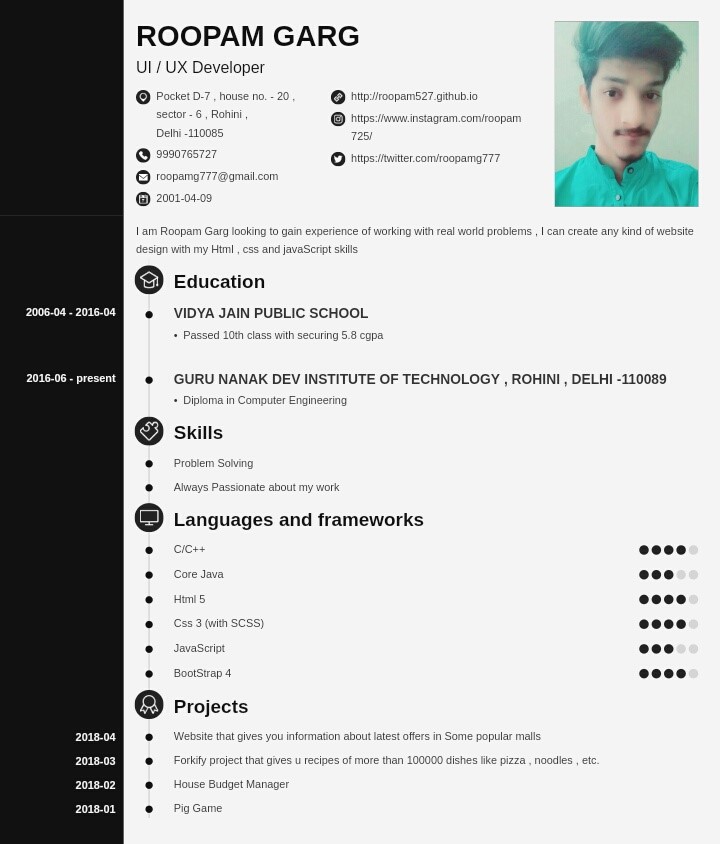 ROOPAM GARG
UI / UX Developer
Pocket D-7 , house no. - 20 ,
sector - 6 , Rohini ,
Delhi -110085
9990765727
roopamg777@gmail.com
2001-04-09
http://roopam527.github.io
https://www.instagram.com/roopam
725/
https://twitter.com/roopamg777
I am Roopam Garg looking to gain experience of working with real world problems , I can create any kind of website
design with my Html , css and javaScript skills
Education
2006-04 - 2016-04
VIDYA JAIN PUBLIC SCHOOL
• Passed 10th class with securing 5.8 cgpa
2016-06 - present
GURU NANAK DEV INSTITUTE OF TECHNOLOGY , ROHINI , DELHI -110089
• Diploma in Computer Engineering
Skills
Problem Solving
Always Passionate about my work
Languages and frameworks
C/C++
Core Java
Html 5
Css 3 (with SCSS)
JavaScript
BootStrap 4
Projects
2018-04 Website that gives you information about latest offers in Some popular malls
2018-03 Forkify project that gives u recipes of more than 100000 dishes like pizza , noodles , etc.
2018-02 House Budget Manager
2018-01 Pig Game